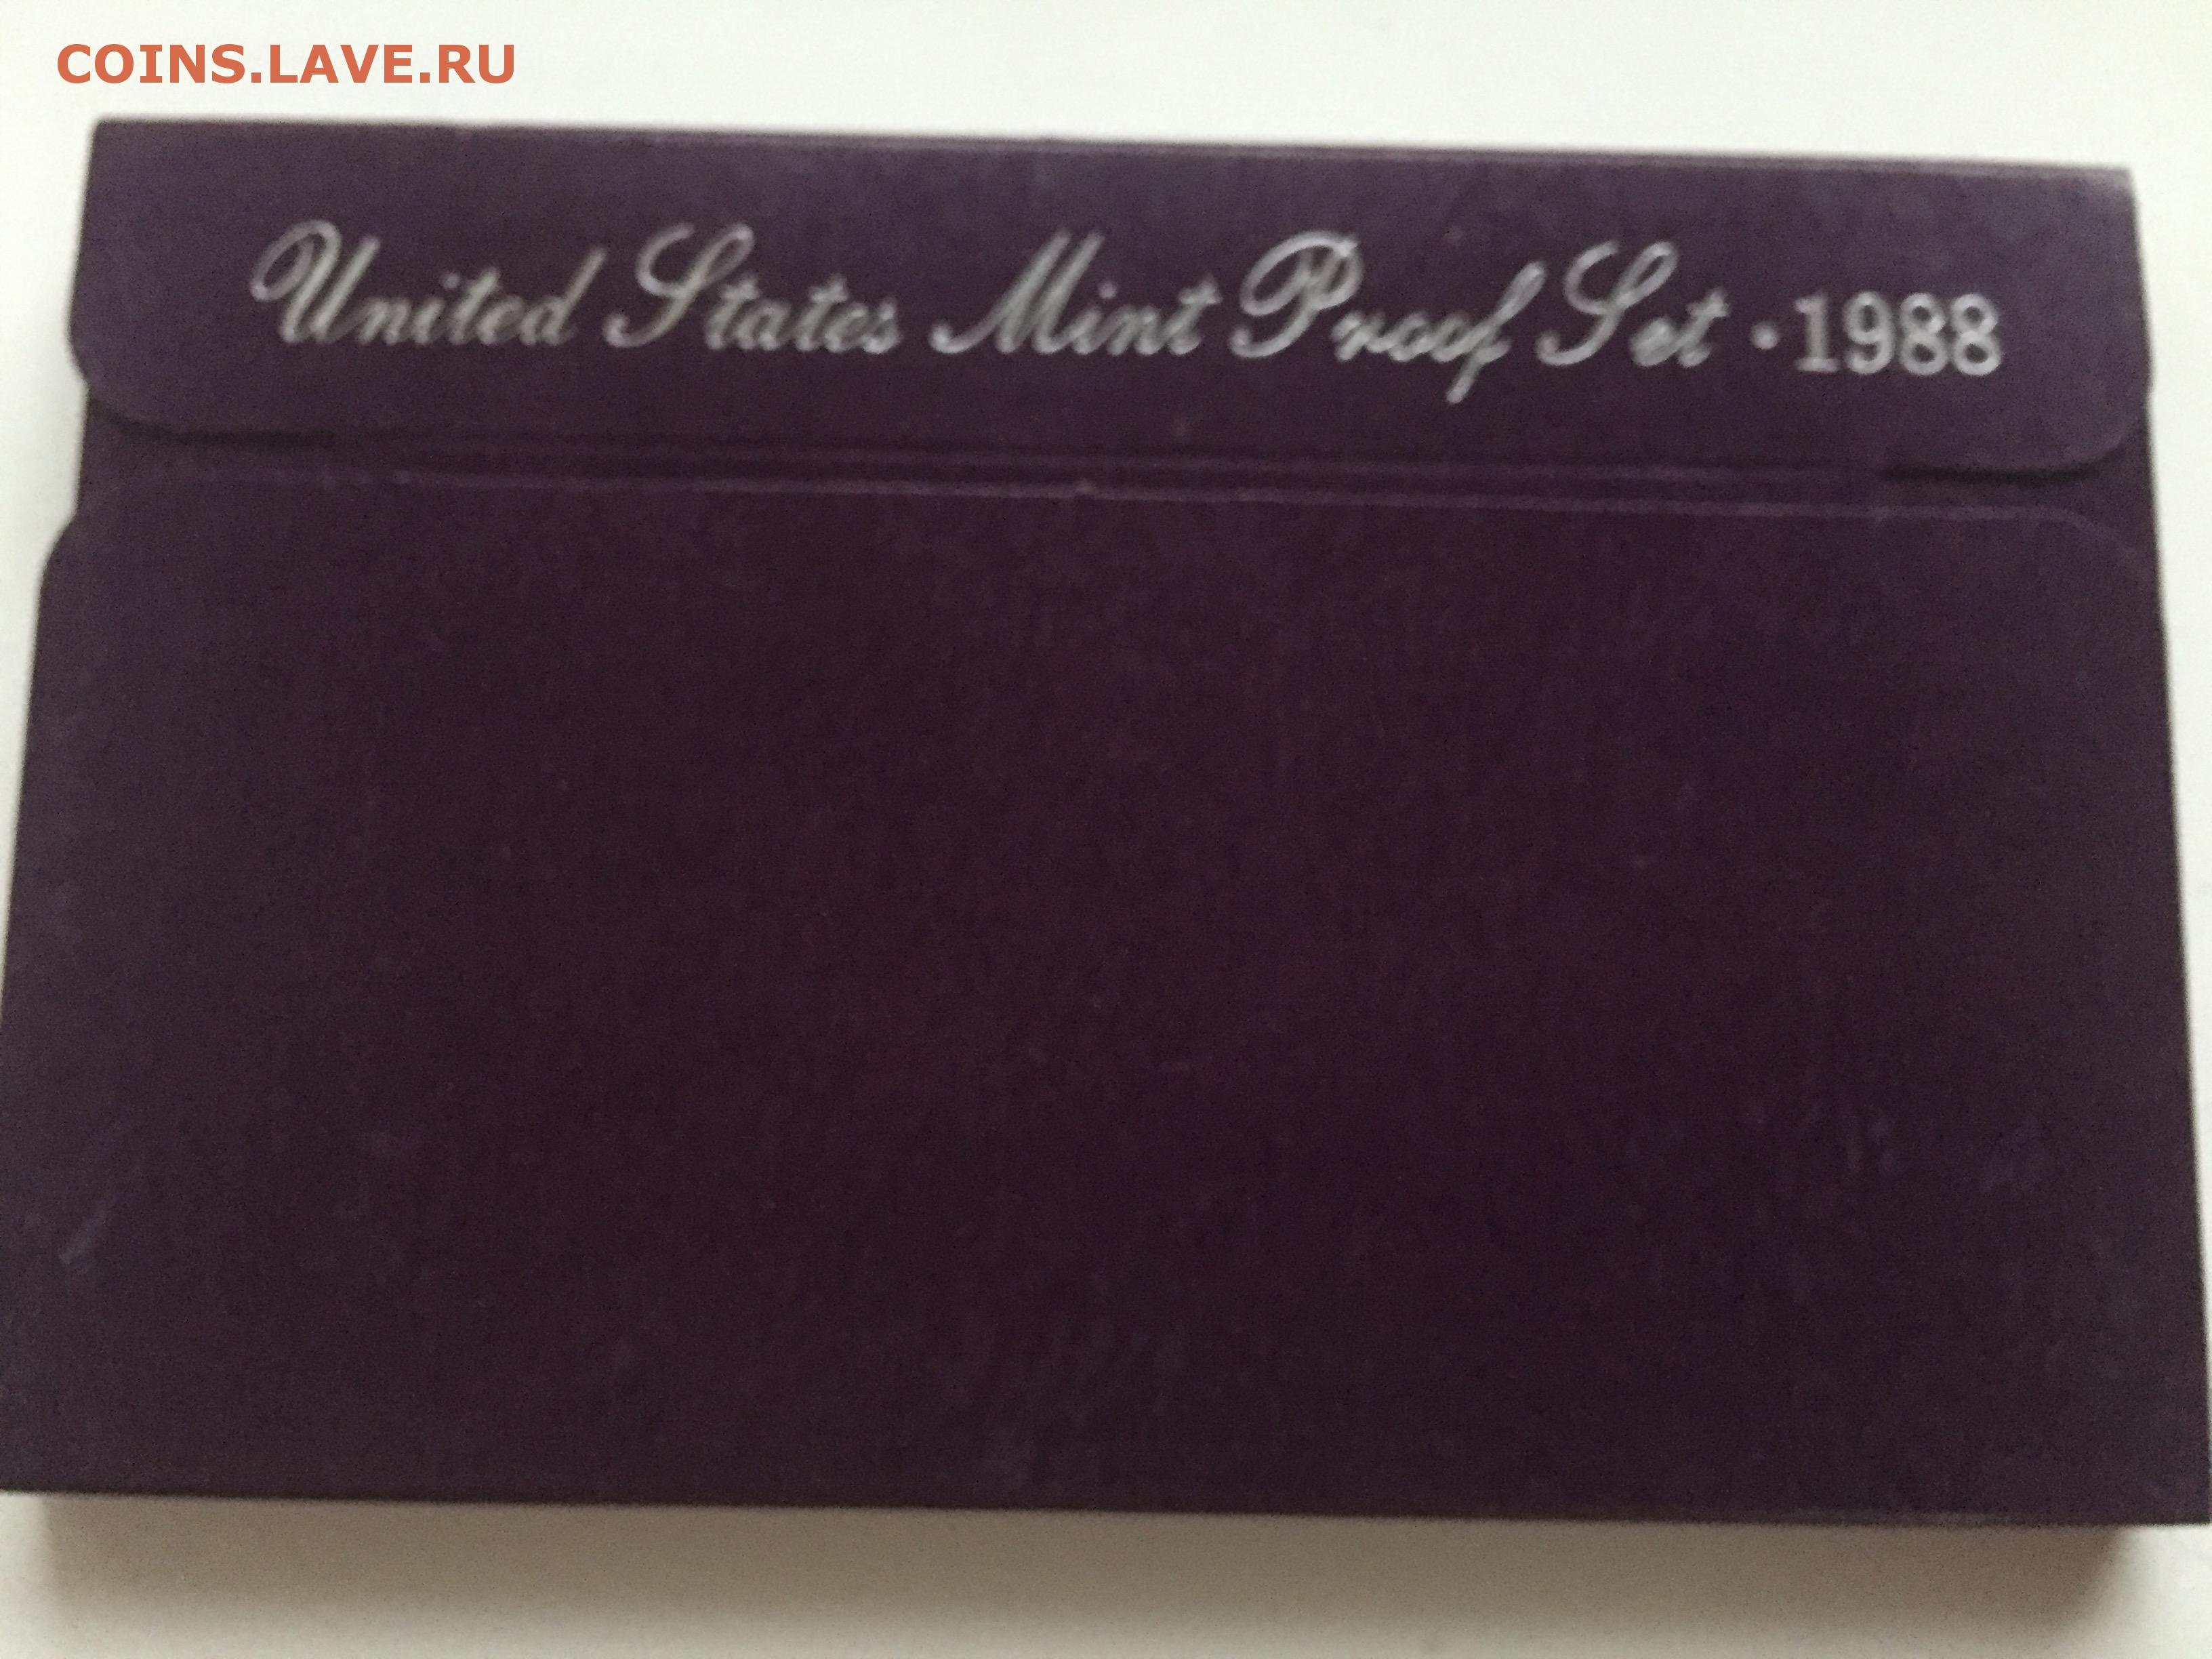 COINS.LAVE.RU
United States Mint Proof Set · 1988